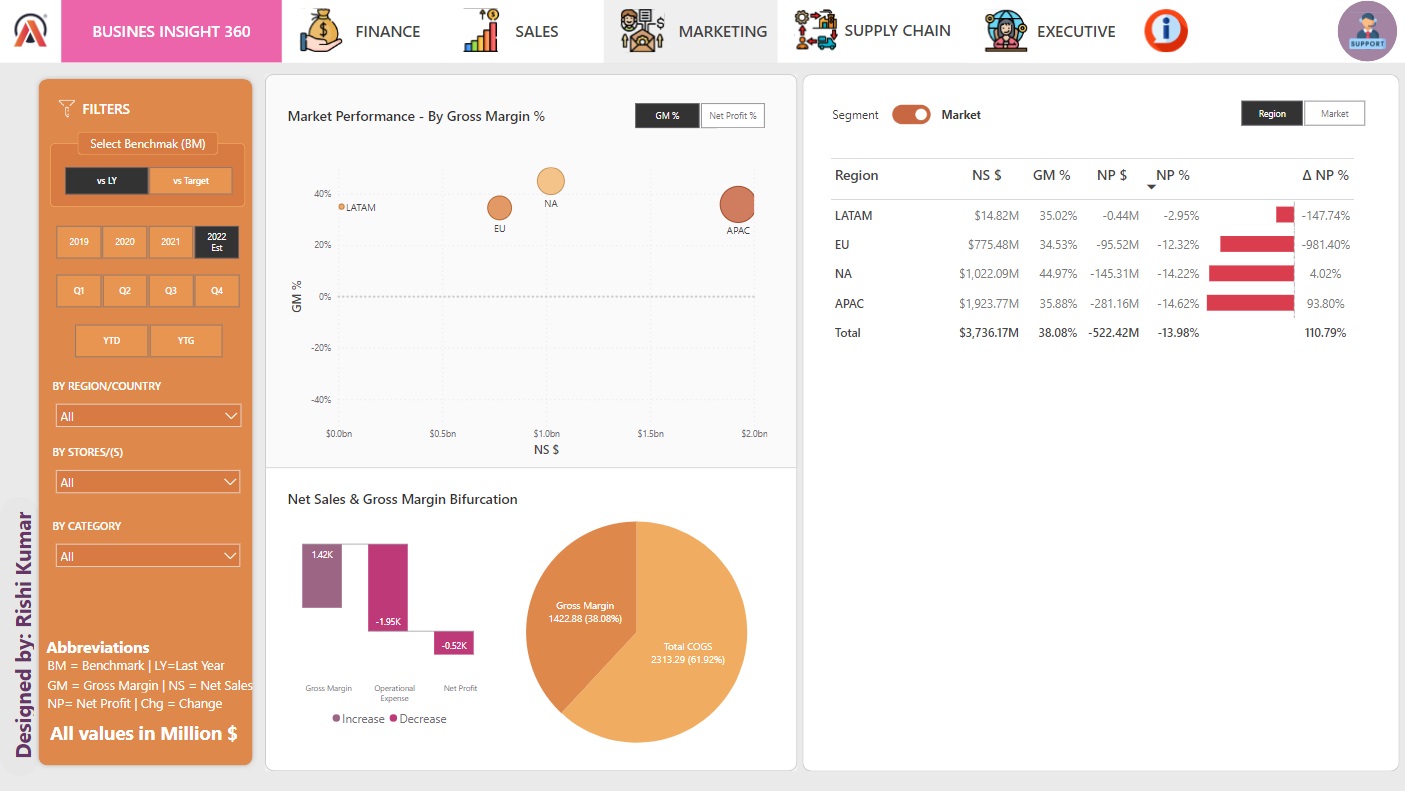 BUSINES INSIGHT 360
FINANCE
SALES
MARKETING
SUPPLY CHAIN
EXECUTIVE
SUPPORT
FILTERS
Select Benchmak (BM)
vs LY
vs Target
2019
2020
2021
2022
Est
Q1
Q2
Q3
Q4
YTD
YTG
BY REGION/COUNTRY
All
BY STORES/(S)
All
BY CATEGORY
All
Abbreviations
BM = Benchmark | LY=Last Year
GM = Gross Margin | NS = Net Sales
NP= Net Profit | Chg = Change
All values in Million $
Designed by: Rishi Kumar
Market Performance - By Gross Margin %
GM %
Net Profit %
40%
20%
0%
-20%
-40%
GM %
LATAM
EU
NA
APAC
$0.0bn
$0.5bn
$1.0bn
$1.5bn
$2.0bn
NS $
Net Sales & Gross Margin Bifurcation
1.42K
-1.95K
-0.52K
Gross Margin
Operational
Expense
Net Profit
Increase
Decrease
Gross Margin
1422.88 (38.08%)
Total COGS
2313.29 (61.92%)
Segment
Market
Region
Market
Region NS $ GM % NP $ NP % Δ NP %
LATAM $14.82M 35.02% -0.44M -2.95% -147.74%
EU $775.48M 34.53% -95.52M -12.32% -981.40%
NA $1,022.09M 44.97% -145.31M -14.22% 4.02%
APAC $1,923.77M 35.88% -281.16M -14.62% 93.80%
Total $3,736.17M 38.08% -522.42M -13.98% 110.79%